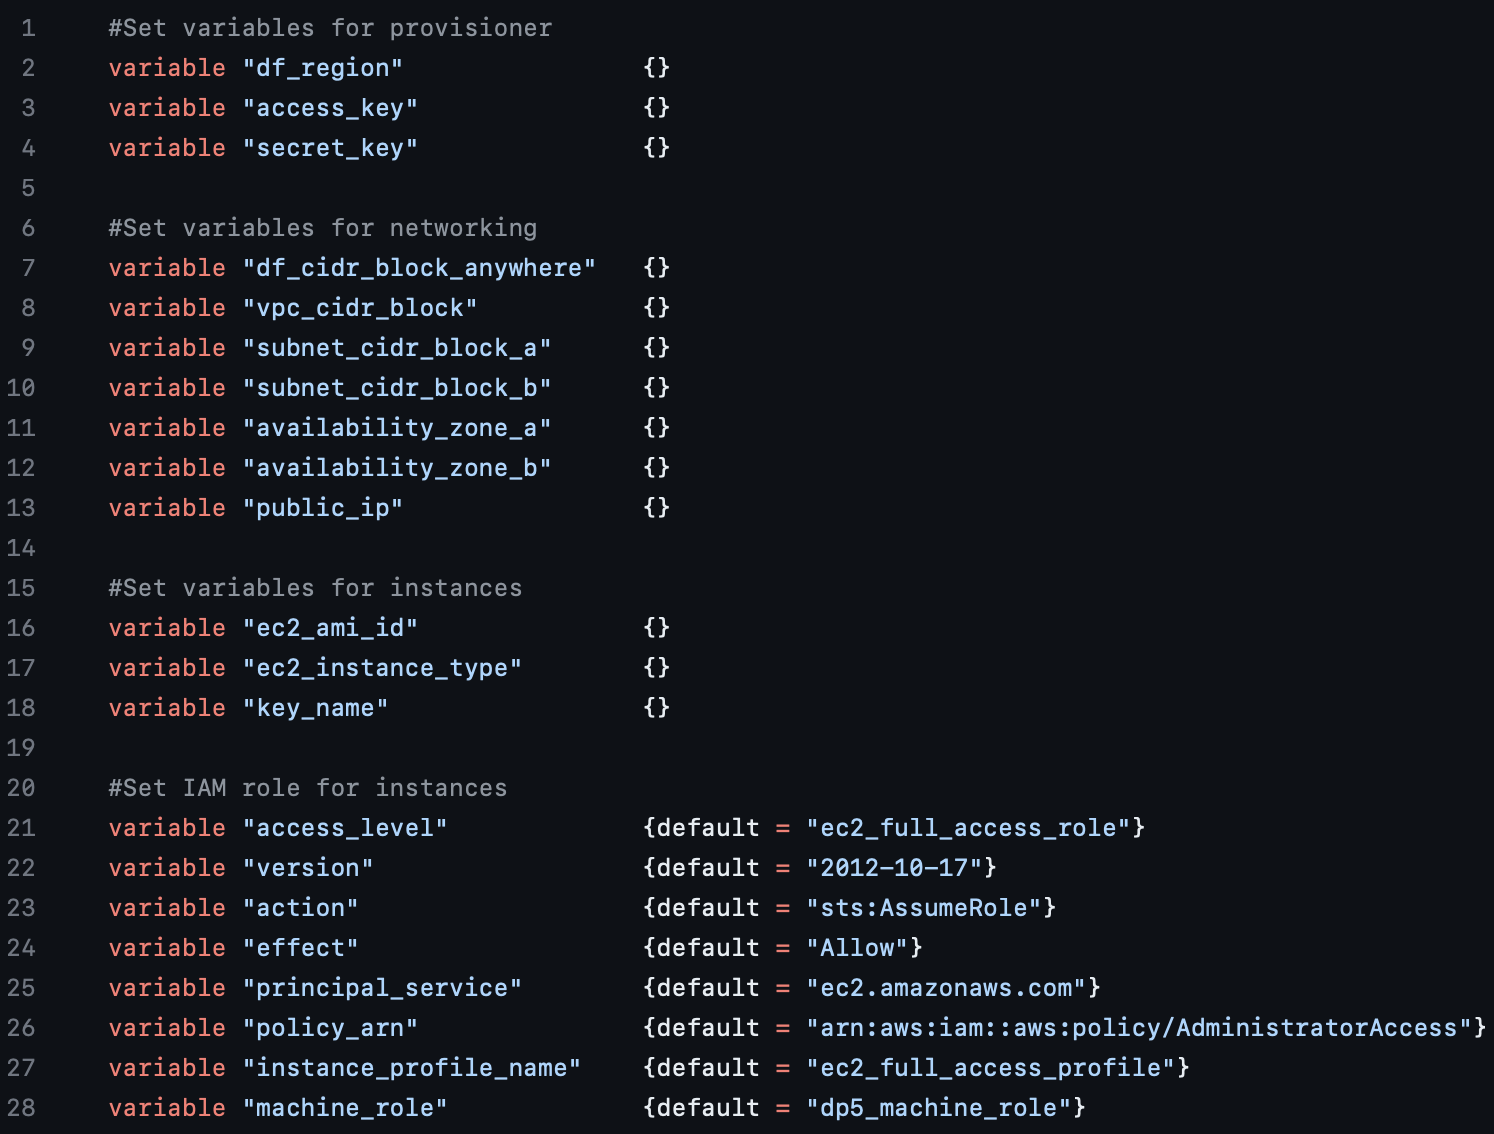 1 #Set variables for provisioner
2 variable "df_region" {}
3 variable "access_key" {}
4 variable "secret_key" {}
5
6 #Set variables for networking
7 variable "df_cidr_block_anywhere" {}
8 variable "vpc_cidr_block" {}
9 variable "subnet_cidr_block_a" {}
10 variable "subnet_cidr_block_b" {}
11 variable "availability_zone_a" {}
12 variable "availability_zone_b" {}
13 variable "public_ip" {}
14
15 #Set variables for instances
16 variable "ec2_ami_id" {}
17 variable "ec2_instance_type" {}
18 variable "key_name" {}
19
20 #Set IAM role for instances
21 variable "access_level" {default = "ec2_full_access_role"}
22 variable "version" {default = "2012-10-17"}
23 variable "action" {default = "sts:AssumeRole"}
24 variable "effect" {default = "Allow"}
25 variable "principal_service" {default = "ec2.amazonaws.com"}
26 variable "policy_arn" {default = "arn:aws:iam::aws:policy/AdministratorAccess"}
27 variable "instance_profile_name" {default = "ec2_full_access_profile"}
28 variable "machine_role" {default = "dp5_machine_role"}